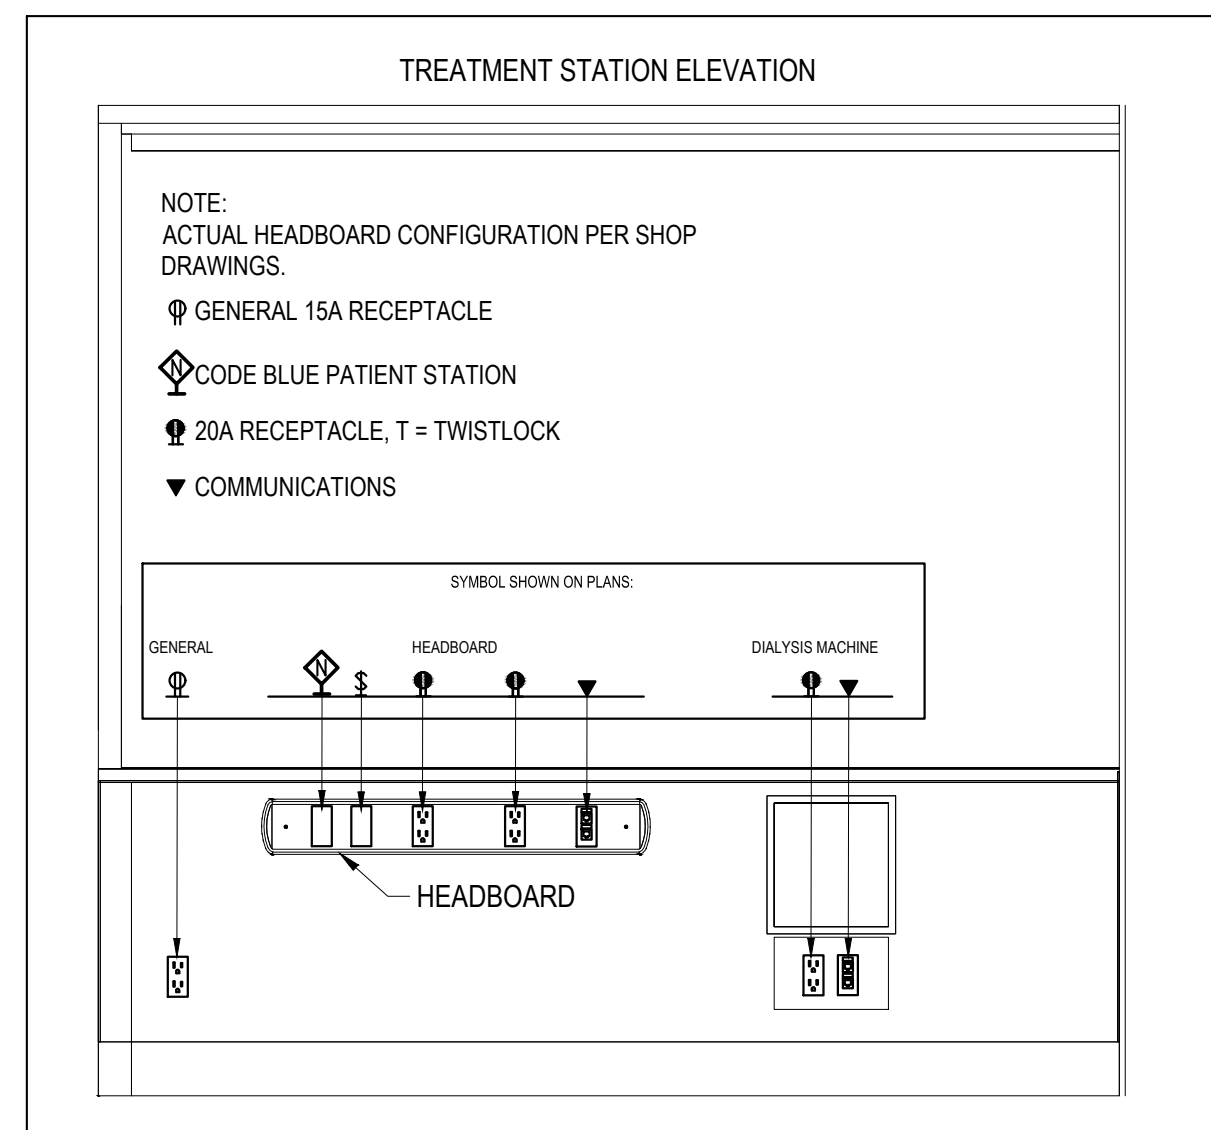 TREATMENT STATION ELEVATION
NOTE:
ACTUAL HEADBOARD CONFIGURATION PER SHOP
DRAWINGS.
GENERAL 15A RECEPTACLE
N CODE BLUE PATIENT STATION
20A RECEPTACLE, T = TWISTLOCK
COMMUNICATIONS
SYMBOL SHOWN ON PLANS:
GENERAL HEADBOARD DIALYSIS MACHINE
N $
HEADBOARD